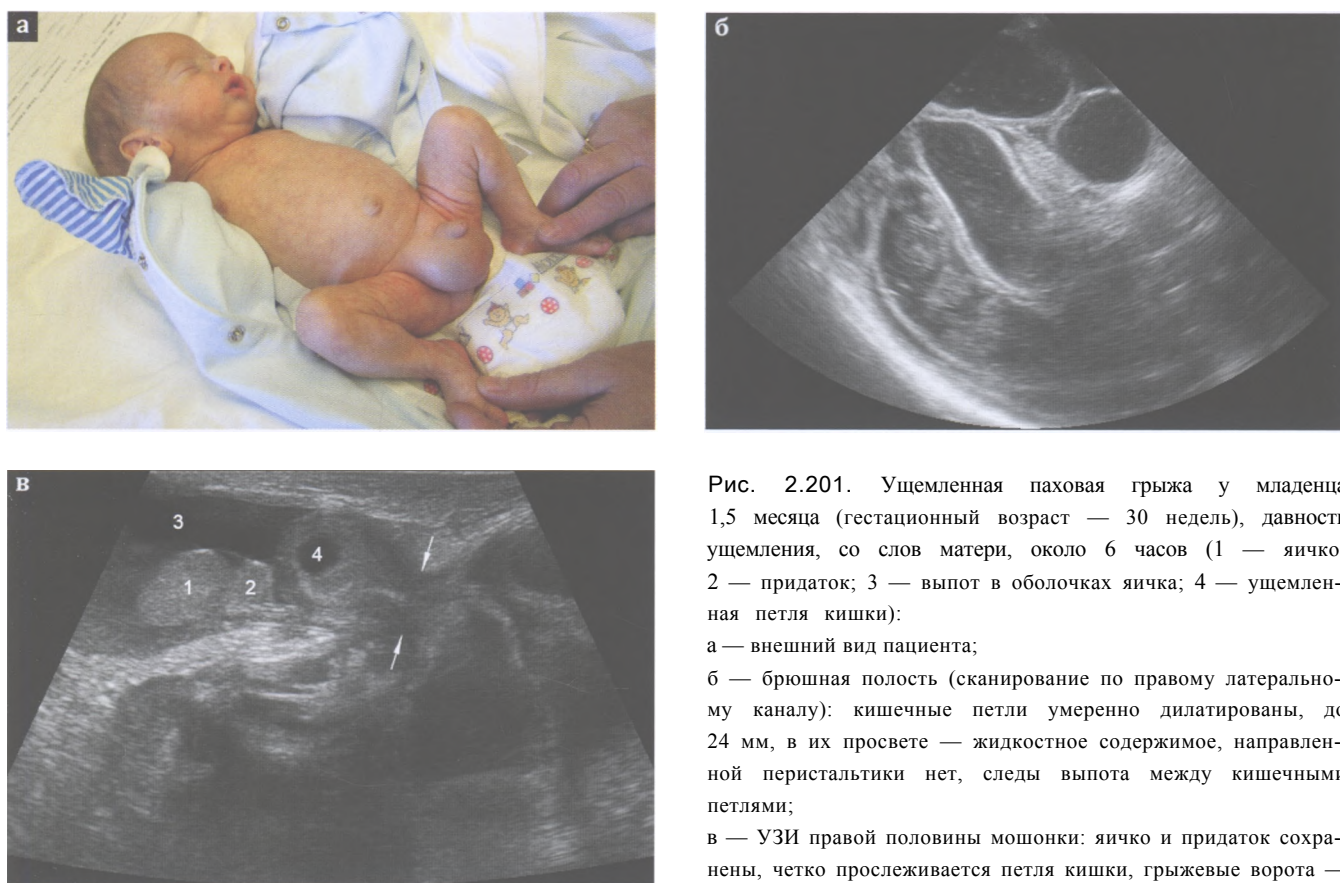 а
б
в
3
4
1
2
Рис. 2.201. Ущемленная паховая грыжа у младенца
1,5 месяца (гестационный возраст — 30 недель), давность
ущемления, со слов матери, около 6 часов (1 — яичко
2 — придаток; 3 — выпот в оболочках яичка; 4 — ущемлен-
ная петля кишки):
а — внешний вид пациента;
б — брюшная полость (сканирование по правому латерально-
му каналу): кишечные петли умеренно дилатированы, до
24 мм, в их просвете — жидкостное содержимое, направлен-
ной перистальтики нет, следы выпота между кишечными
петлями;
в — УЗИ правой половины мошонки: яичко и придаток сохра-
нены, четко прослеживается петля кишки, грыжевые ворота —